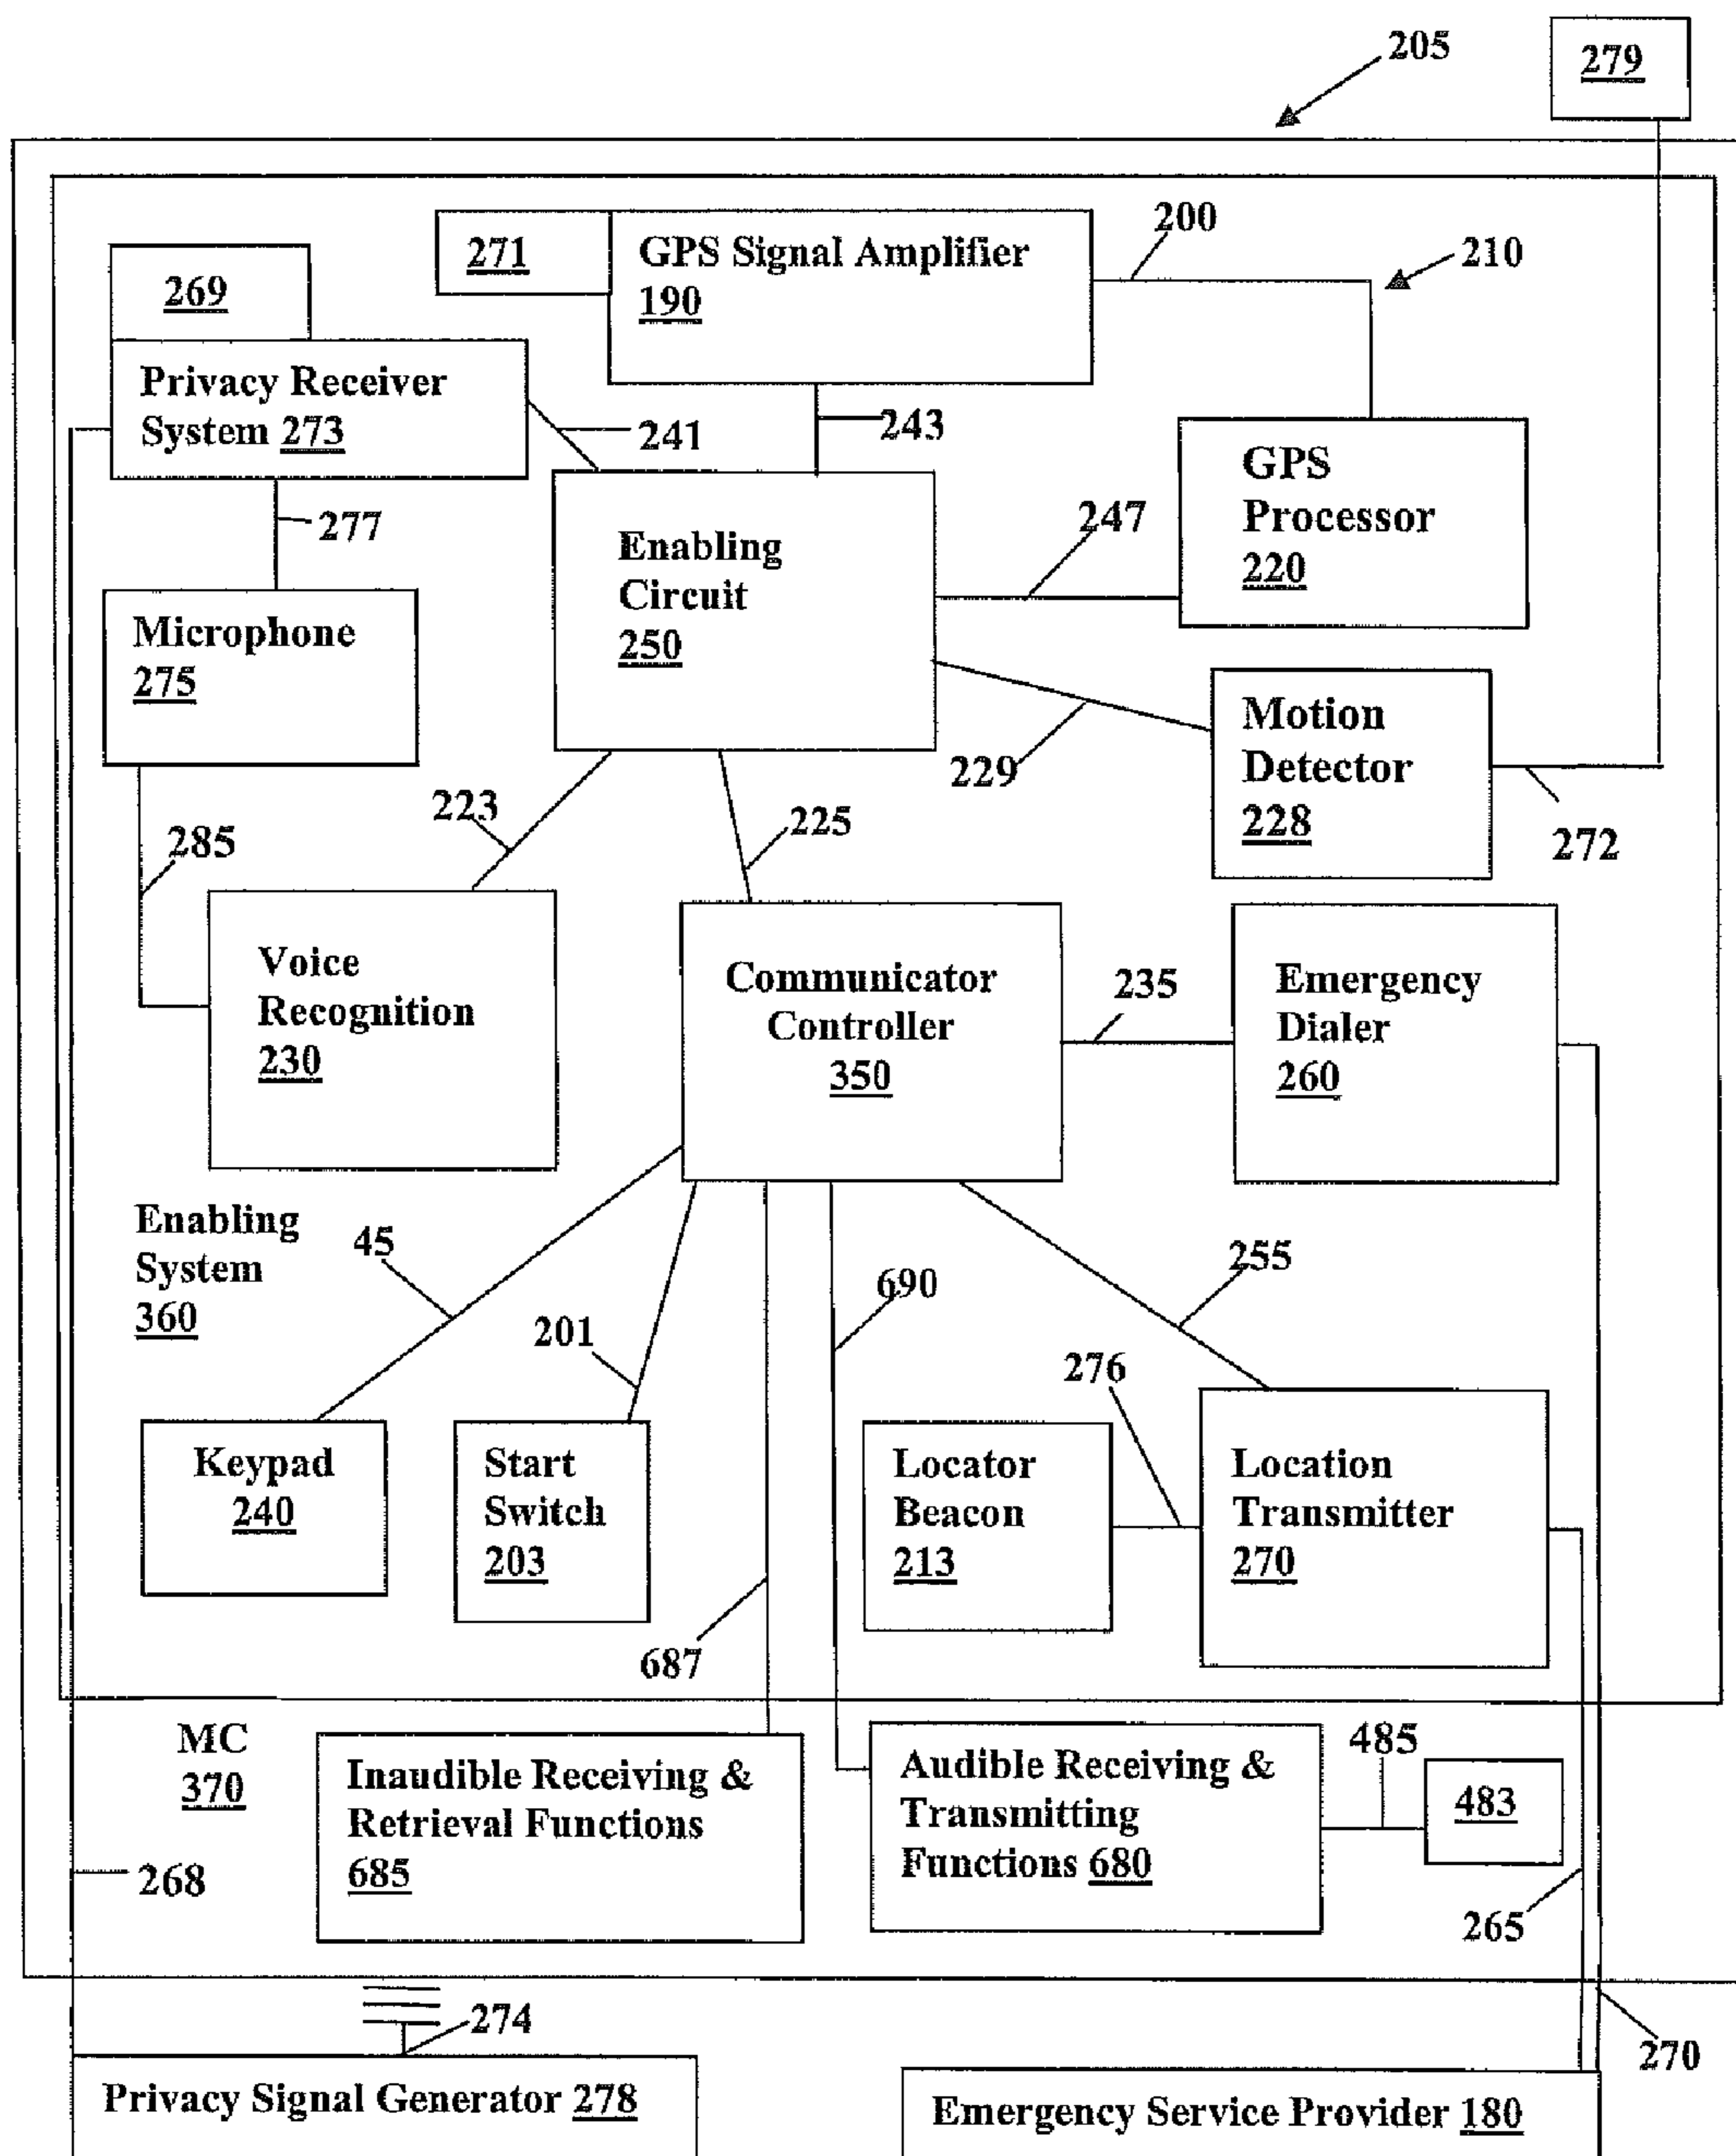 205
279
271
GPS Signal Amplifier
190
200
210
269
Privacy Receiver
System 273
241
243
GPS
Processor
220
277
247
Enabling
Circuit
250
Microphone
275
Motion
Detector
228
229
272
223
225
285
Voice
Recognition
230
Communicator
Controller
350
235
Emergency
Dialer
260
Enabling
System
360
45
201
690
255
276
Keypad
240
Start
Switch
203
Locator
Beacon
213
Location
Transmitter
270
687
MC
370
Inaudible Receiving &
Retrieval Functions
685
Audible Receiving &
Transmitting
Functions 680
485
483
268
265
274
270
Privacy Signal Generator 278
Emergency Service Provider 180